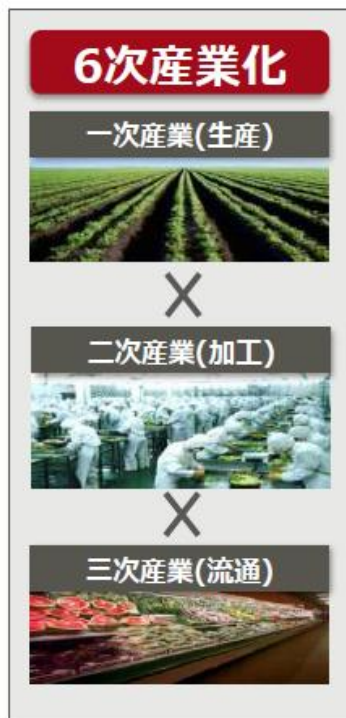 6次産業化
一次産業(生産)
×
二次産業(加工)
×
三次産業(流通)